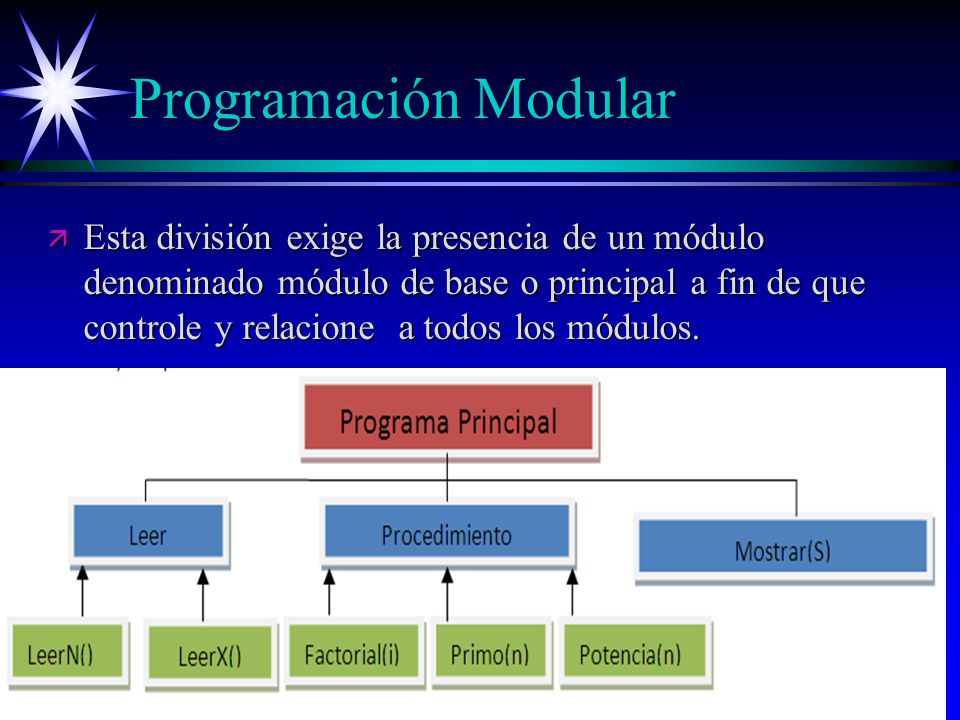 Programación Modular
Esta división exige la presencia de un módulo
denominado módulo de base o principal a fin de que
controle y relacione a todos los módulos.
Programa Principal
Leer
Procedimiento
Mostrar(S)
LeerN()
LeerX()
Factorial(i)
Primo(n)
Potencia(n)